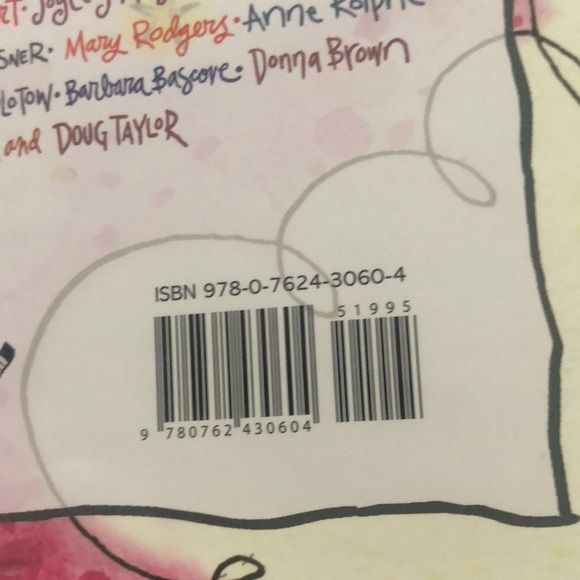 Mary Rodgers • Anne
Barbara Bascove • Donna Brown
and DOUG TAYLOR
ISBN 978-0-7624-3060-4
51995
9 780762 430604